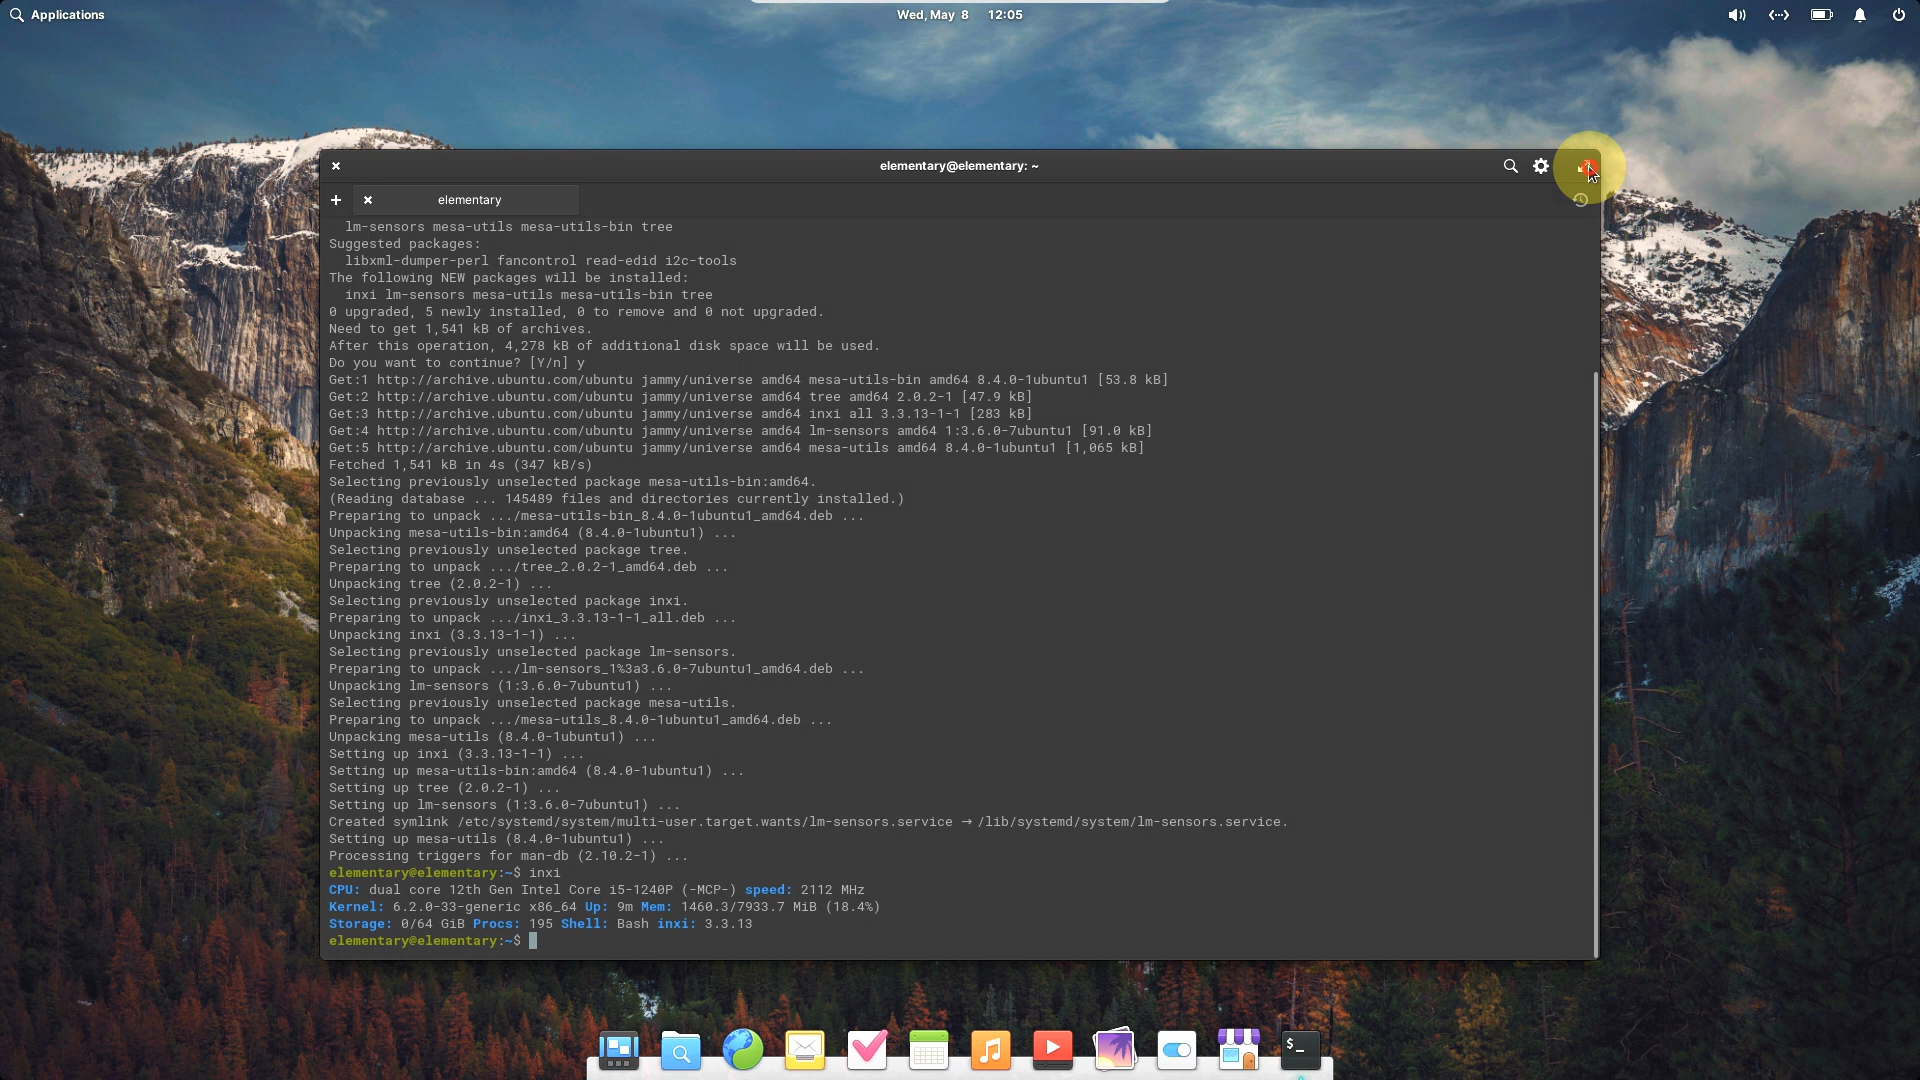 Applications
Wed, May 8 12:05
elementary@elementary: ~
elementary
lm-sensors mesa-utils mesa-utils-bin tree
Suggested packages:
libxml-dumper-perl fancontrol read-edid i2c-tools
The following NEW packages will be installed:
inxi lm-sensors mesa-utils mesa-utils-bin tree
0 upgraded, 5 newly installed, 0 to remove and 0 not upgraded.
Need to get 1,541 kB of archives.
After this operation, 4,278 kB of additional disk space will be used.
Do you want to continue? [Y/n] y
Get:1 http://archive.ubuntu.com/ubuntu jammy/universe amd64 mesa-utils-bin amd64 8.4.0-1ubuntu1 [53.8 kB]
Get:2 http://archive.ubuntu.com/ubuntu jammy/universe amd64 tree amd64 2.0.2-1 [47.9 kB]
Get:3 http://archive.ubuntu.com/ubuntu jammy/universe amd64 inxi all 3.3.13-1-1 [283 kB]
Get:4 http://archive.ubuntu.com/ubuntu jammy/universe amd64 lm-sensors amd64 1:3.6.0-7ubuntu1 [91.0 kB]
Get:5 http://archive.ubuntu.com/ubuntu jammy/universe amd64 mesa-utils amd64 8.4.0-1ubuntu1 [1,065 kB]
Fetched 1,541 kB in 4s (347 kB/s)
Selecting previously unselected package mesa-utils-bin:amd64.
(Reading database ... 145489 files and directories currently installed.)
Preparing to unpack .../mesa-utils-bin_8.4.0-1ubuntu1_amd64.deb ...
Unpacking mesa-utils-bin:amd64 (8.4.0-1ubuntu1) ...
Selecting previously unselected package tree.
Preparing to unpack .../tree_2.0.2-1_amd64.deb ...
Unpacking tree (2.0.2-1) ...
Selecting previously unselected package inxi.
Preparing to unpack .../inxi_3.3.13-1-1_all.deb ...
Unpacking inxi (3.3.13-1-1) ...
Selecting previously unselected package lm-sensors.
Preparing to unpack .../lm-sensors_1%3a3.6.0-7ubuntu1_amd64.deb ...
Unpacking lm-sensors (1:3.6.0-7ubuntu1) ...
Selecting previously unselected package mesa-utils.
Preparing to unpack .../mesa-utils_8.4.0-1ubuntu1_amd64.deb ...
Unpacking mesa-utils (8.4.0-1ubuntu1) ...
Setting up inxi (3.3.13-1-1) ...
Setting up mesa-utils-bin:amd64 (8.4.0-1ubuntu1) ...
Setting up tree (2.0.2-1) ...
Setting up lm-sensors (1:3.6.0-7ubuntu1) ...
Created symlink /etc/systemd/system/multi-user.target.wants/lm-sensors.service → /lib/systemd/system/lm-sensors.service.
Setting up mesa-utils (8.4.0-1ubuntu1) ...
Processing triggers for man-db (2.10.2-1) ...
elementary@elementary:~$ inxi
CPU: dual core 12th Gen Intel Core i5-1240P (-MCP-) speed: 2112 MHz
Kernel: 6.2.0-33-generic x86_64 Up: 9m Mem: 1460.3/7933.7 MiB (18.4%)
Storage: 0/64 GiB Procs: 195 Shell: Bash inxi: 3.3.13
elementary@elementary:~$
$_